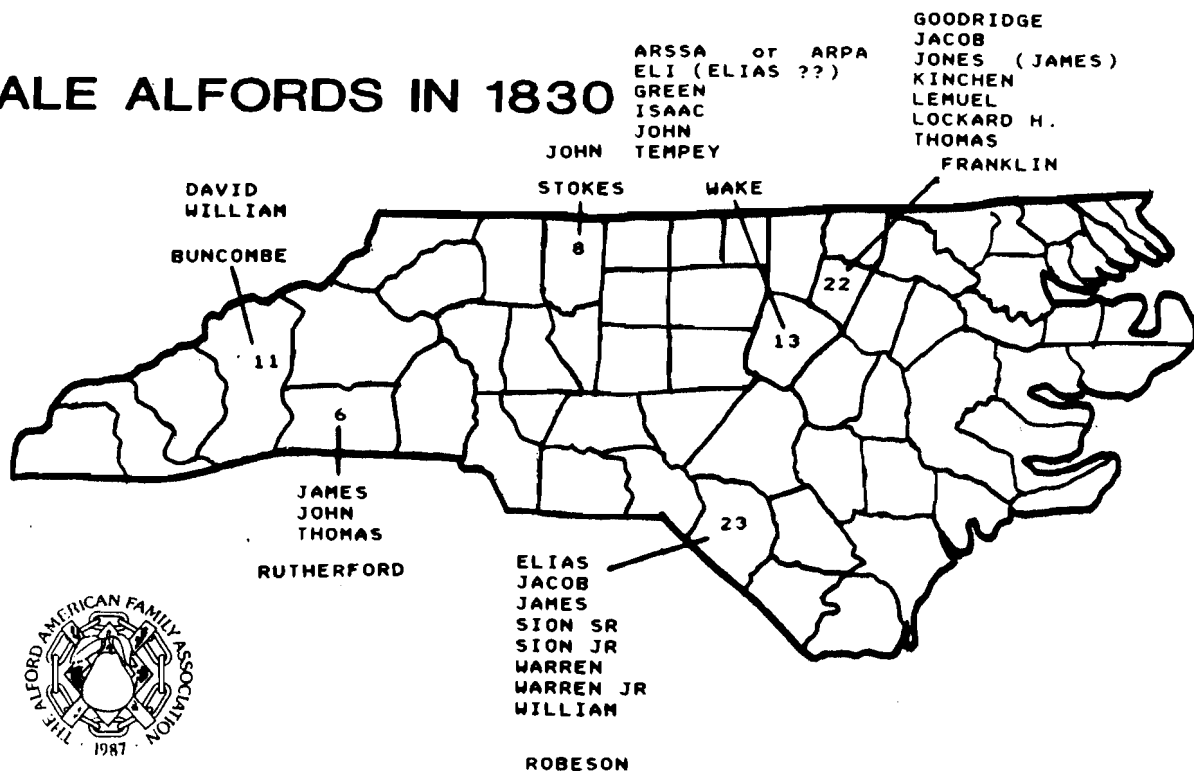 ALE ALFORDS IN 1830
ARSSA or ARPA
ELI (ELIAS ??)
GREEN
ISAAC
JOHN
TEMPEY
GOODRIDGE
JACOB
JONES (JAMES)
KINCHEN
LEMUEL
LOCKARD H.
THOMAS
FRANKLIN
JOHN
STOKES
WAKE
DAVID
WILLIAM
BUNCOMBE
8
22
13
11
6
23
JAMES
JOHN
THOMAS
RUTHERFORD
ELIAS
JACOB
JAMES
SION SR
SION JR
WARREN
WARREN JR
WILLIAM
ROBESON
THE ALFORD AMERICAN FAMILY ASSOCIATION
· 1987 ·